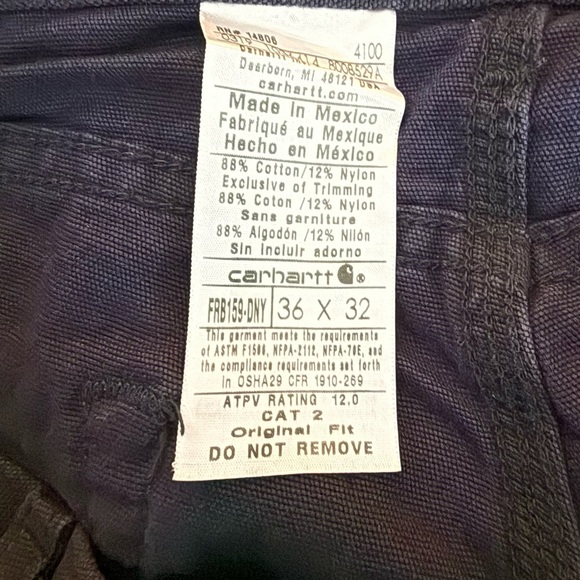 RN# 14806
4100
Dearborn, MI 48121 USA
carhartt.com
Made in Mexico
Fabriqué au Mexique
Hecho en México
88% Cotton/12% Nylon
Exclusive of Trimming
88% Coton /12% Nylon
Sans garniture
88% Algodón /12% Nilón
Sin incluir adorno
carhartt ®
FRB159-DNY 36 X 32
This garment meets the requirements
of ASTM F1506, NFPA-2112, NFPA-70E, and
the compliance requirements set forth
in OSHA29 CFR 1910-269
ATPV RATING 12.0
CAT 2
Original Fit
DO NOT REMOVE